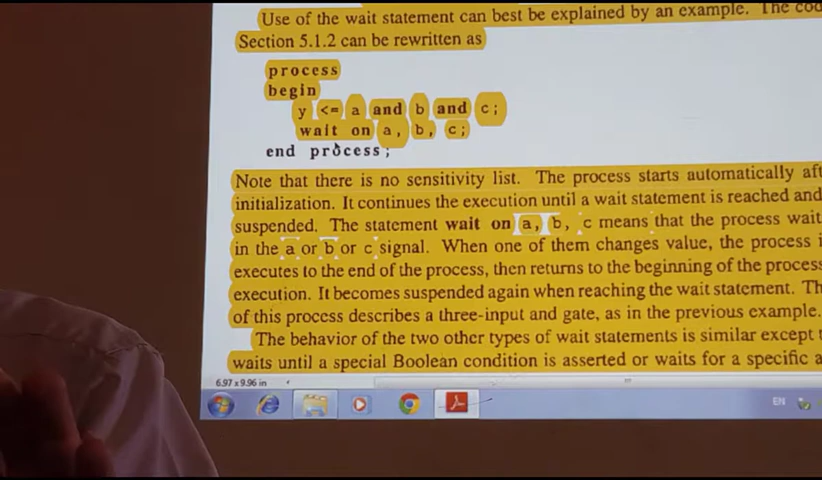 Use of the wait statement can best be explained by an example. The
Section 5.1.2 can be rewritten as
process
begin
y <= a and b and c;
wait on a, b, c;
end process;
Note that there is no sensitivity list. The process starts automatically
initialization. It continues the execution until a wait statement is reached and
suspended. The statement wait on a, b, c means that the process wait
in the a or b or c signal. When one of them changes value, the process
executes to the end of the process, then returns to the beginning of the process
execution. It becomes suspended again when reaching the wait statement.
of this process describes a three-input and gate, as in the previous example.
The behavior of the two other types of wait statements is similar except
waits until a special Boolean condition is asserted or waits for a specific
6.97 x 9.96 in
EN